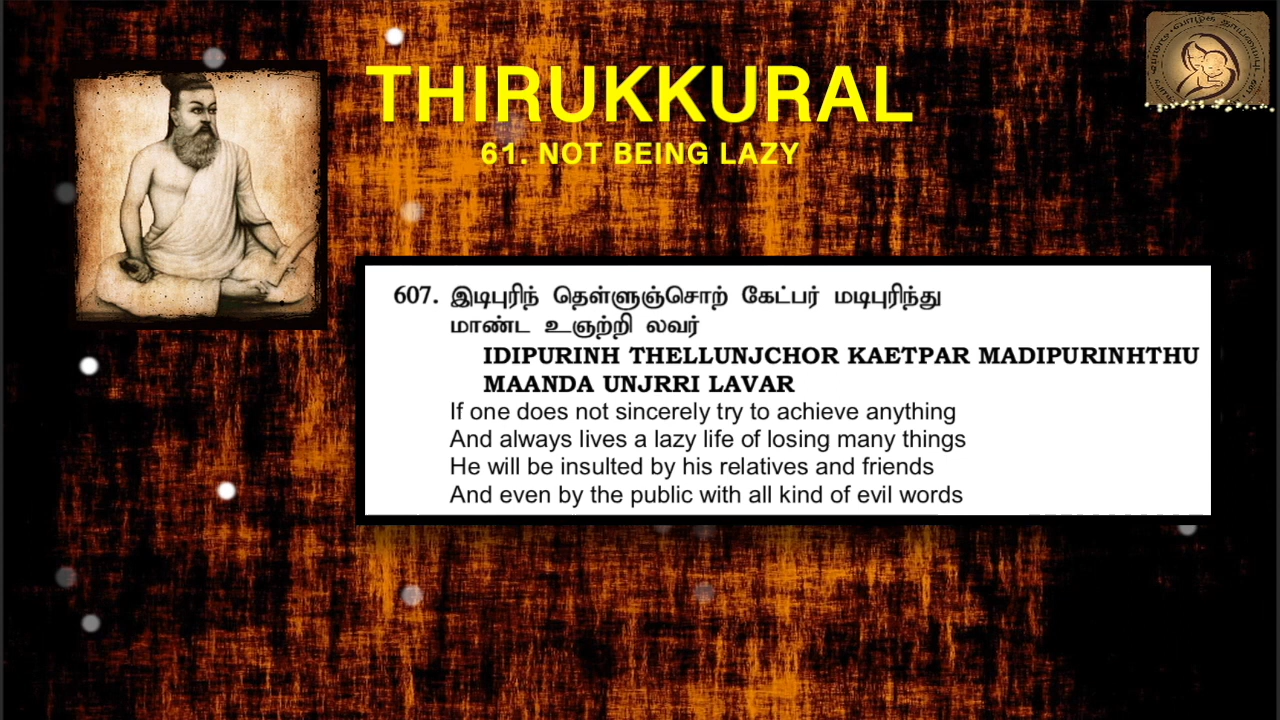 THIRUKKURAL
61. NOT BEING LAZY
607. இடிபுரிந் தெள்ளுஞ்சொற் கேட்பர் மடிபுரிந்து
மாண்ட உஞற்றி லவர்
IDIPURINH THELLUNJCHOR KAETPAR MADIPURINHTHU
MAANDA UNJRRI LAVAR
If one does not sincerely try to achieve anything
And always lives a lazy life of losing many things
He will be insulted by his relatives and friends
And even by the public with all kind of evil words